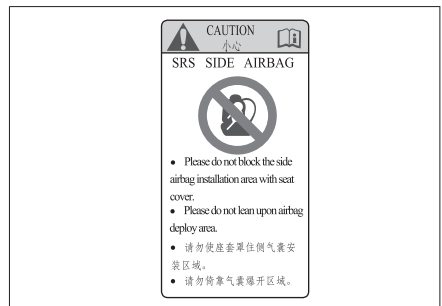 CAUTION
小心
SRS SIDE AIRBAG
• Please do not block the side
airbag installation area with seat
cover.
• Please do not lean upon airbag
deploy area.
• 请勿使座套罩住侧气囊安
装区域。
• 请勿倚靠气囊爆开区域。